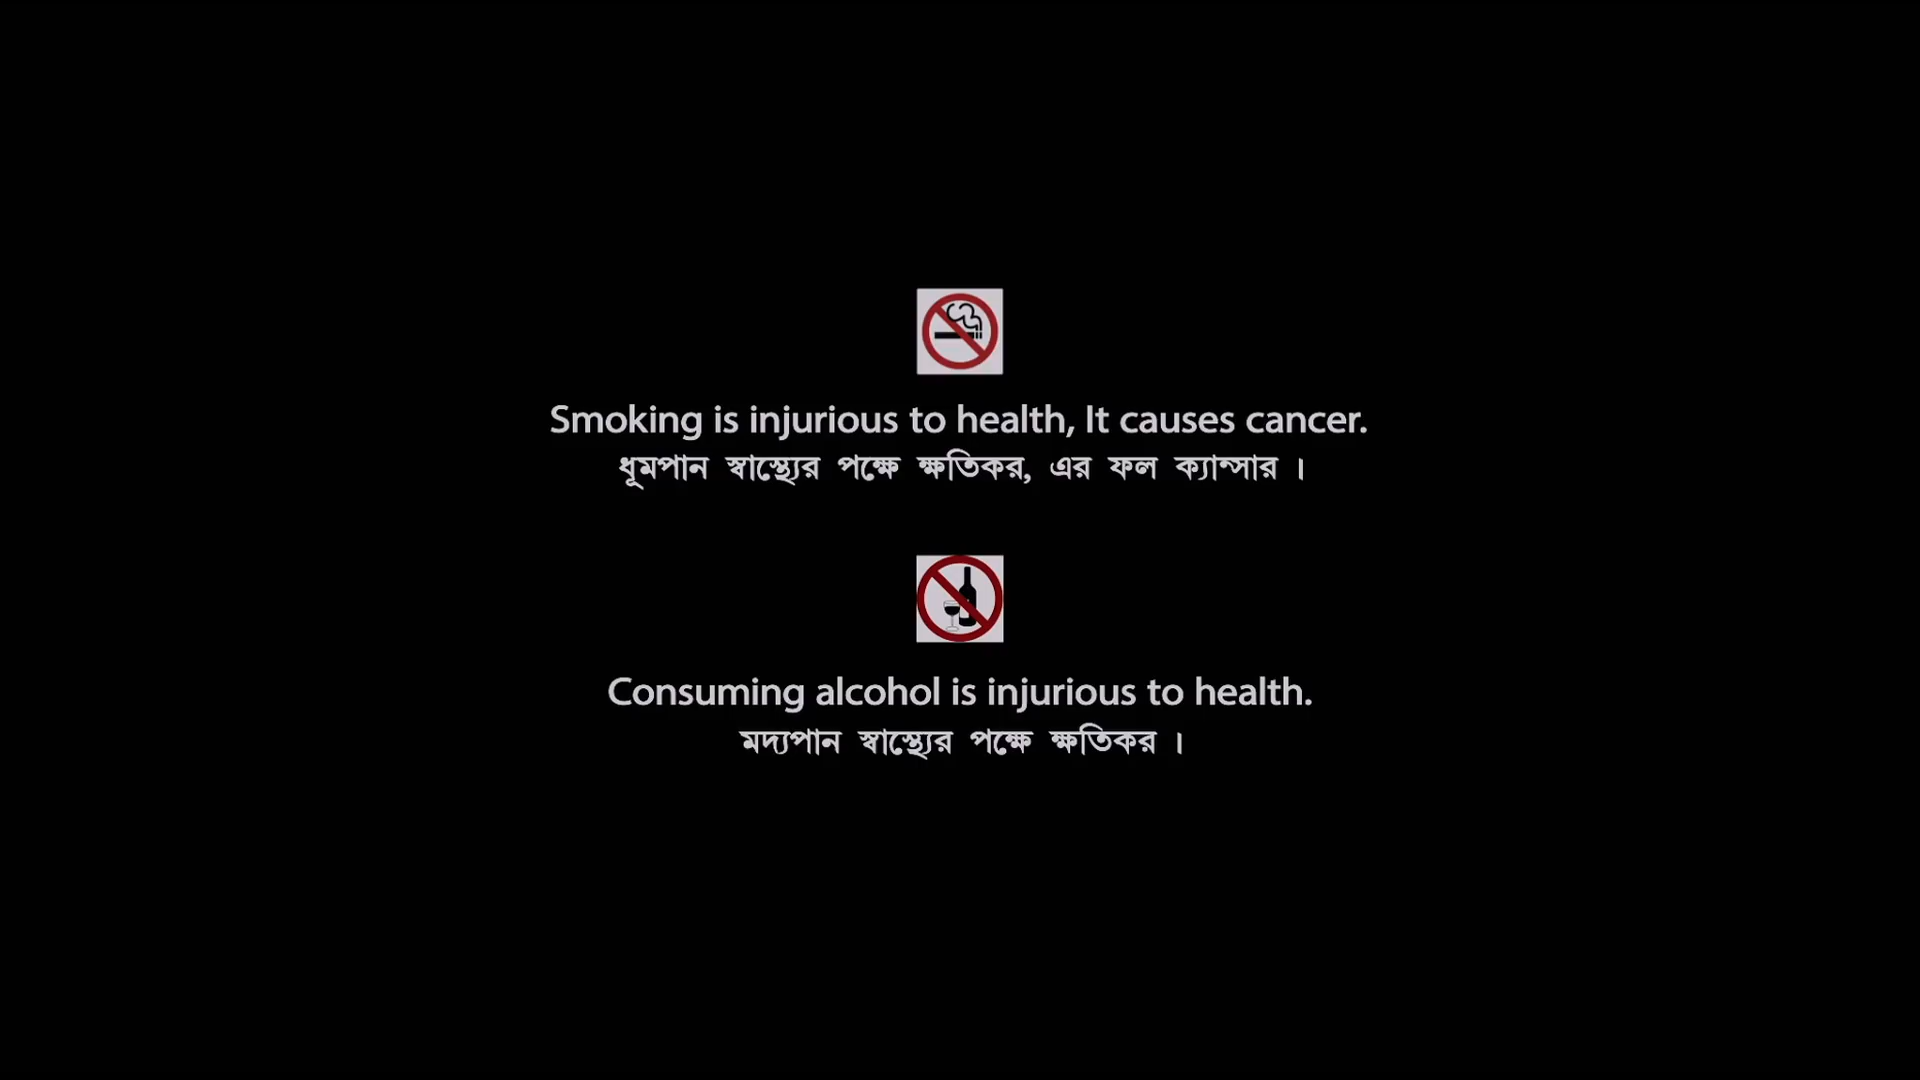 Smoking is injurious to health, It causes cancer.
ধূমপান স্বাস্থ্যের পক্ষে ক্ষতিকর, এর ফল ক্যান্সার ।
Consuming alcohol is injurious to health.
মদ্যপান স্বাস্থ্যের পক্ষে ক্ষতিকর ।